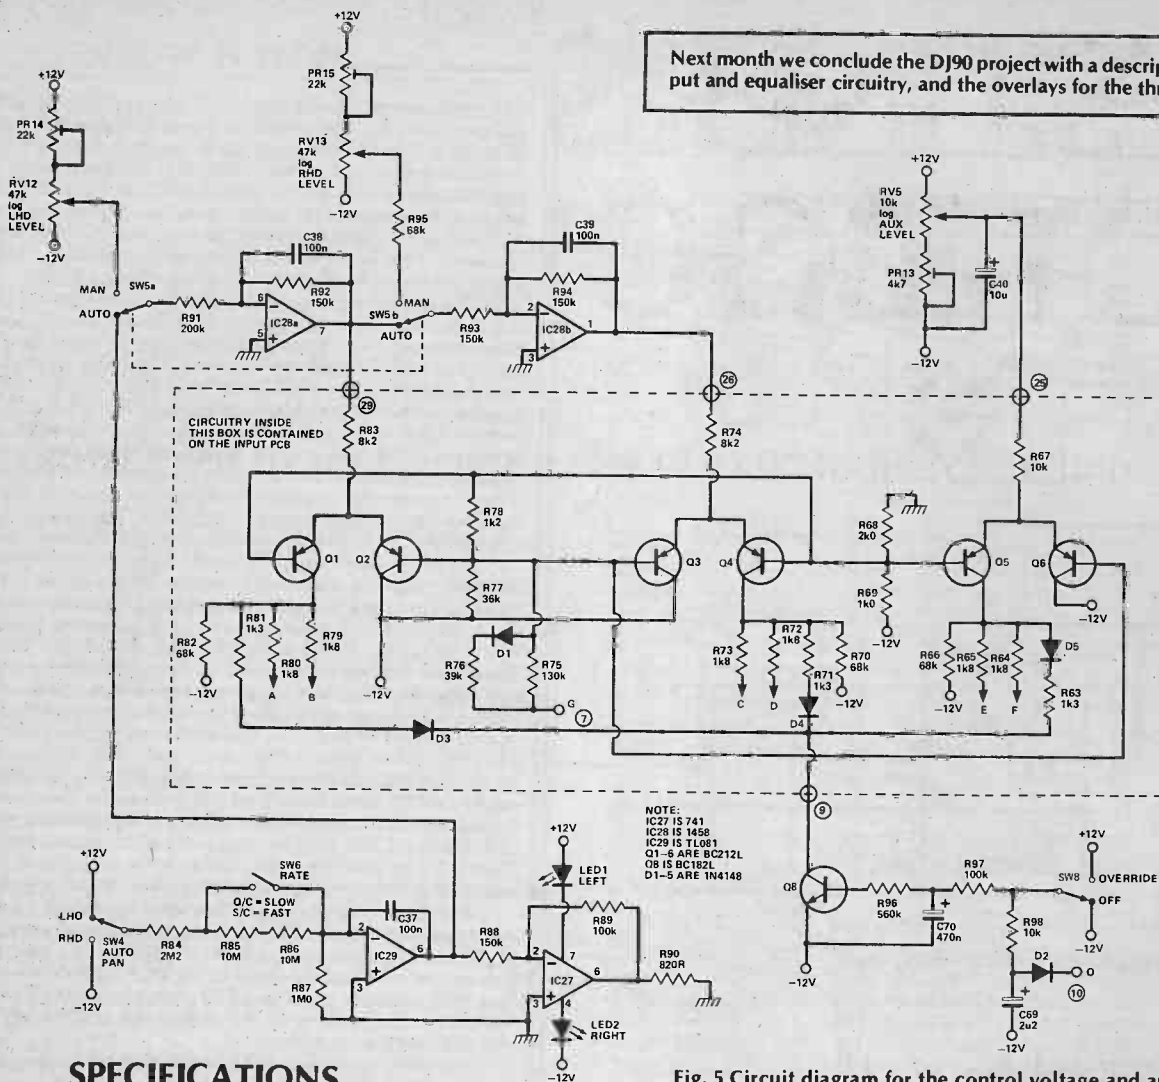 Next month we conclude the DJ90 project with a descrip
put and equaliser circuitry, and the overlays for the thr
+12V
PR14
22k
RV12
47k
log
LHD
LEVEL
-12V
+12V
PR15
22k
RV13
47k
log
RHD
LEVEL
-12V
R95
68k
MAN
AUTO
SW5a
R91
200k
C38
100n
R92
150k
6
5
IC28a
7
MAN
SW5b
AUTO
R93
150k
C39
100n
R94
150k
2
3
IC28b
1
+12V
RV5
10k
log
AUX
LEVEL
PR13
4k7
-12V
C40
10u
29
26
25
CIRCUITRY INSIDE
THIS BOX IS CONTAINED
ON THE INPUT PCB
R83
8k2
R74
8k2
R67
10k
Q1
Q2
R78
1k2
R77
36k
Q3
Q4
R68
2k0
R69
1k0
-12V
Q5
Q6
-12V
R82
68k
-12V
R81
1k3
R80
1k8
A
R79
1k8
B
-12V
R76
39k
D1
R75
130k
G
7
R73
1k8
C
D
R72
1k8
R71
1k3
D4
R70
68k
-12V
R66
68k
-12V
R65
1k8
E
R64
1k8
F
D5
R63
1k3
D3
9
+12V
LHO
RHD
SW4
AUTO
PAN
-12V
R84
2M2
SW6
RATE
O/C = SLOW
S/C = FAST
R85
10M
R86
10M
R87
1M0
C37
100n
2
3
IC29
6
R88
150k
+12V
LED1
LEFT
R89
100k
2
3
7
4
IC27
6
R90
820R
LED2
RIGHT
-12V
NOTE:
IC27 IS 741
IC28 IS 1458
IC29 IS TL081
Q1-6 ARE BC212L
Q8 IS BC182L
D1-5 ARE 1N4148
Q8
-12V
R96
560k
C70
470n
R97
100k
+12V
SW8
OVERRIDE
OFF
-12V
R98
10k
D2
O
10
C69
2u2
-12V
SPECIFICATIONS
Fig. 5 Circuit diagram for the control voltage and a